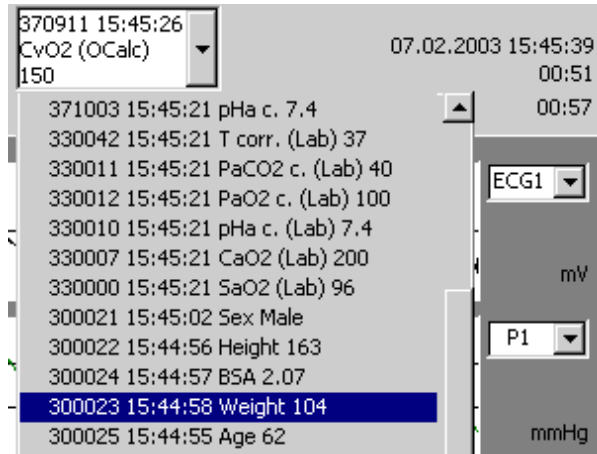 370911 15:45:26
CvO2 (OCalc)
150
07.02.2003 15:45:39
00:51
00:57
371003 15:45:21 pHa c. 7.4
330042 15:45:21 T corr. (Lab) 37
330011 15:45:21 PaCO2 c. (Lab) 40
330012 15:45:21 PaO2 c. (Lab) 100
330010 15:45:21 pHa c. (Lab) 7.4
330007 15:45:21 CaO2 (Lab) 200
330000 15:45:21 SaO2 (Lab) 96
300021 15:45:02 Sex Male
300022 15:44:56 Height 163
300024 15:44:57 BSA 2.07
300023 15:44:58 Weight 104
300025 15:44:55 Age 62
ECG1
mV
P1
mmHg